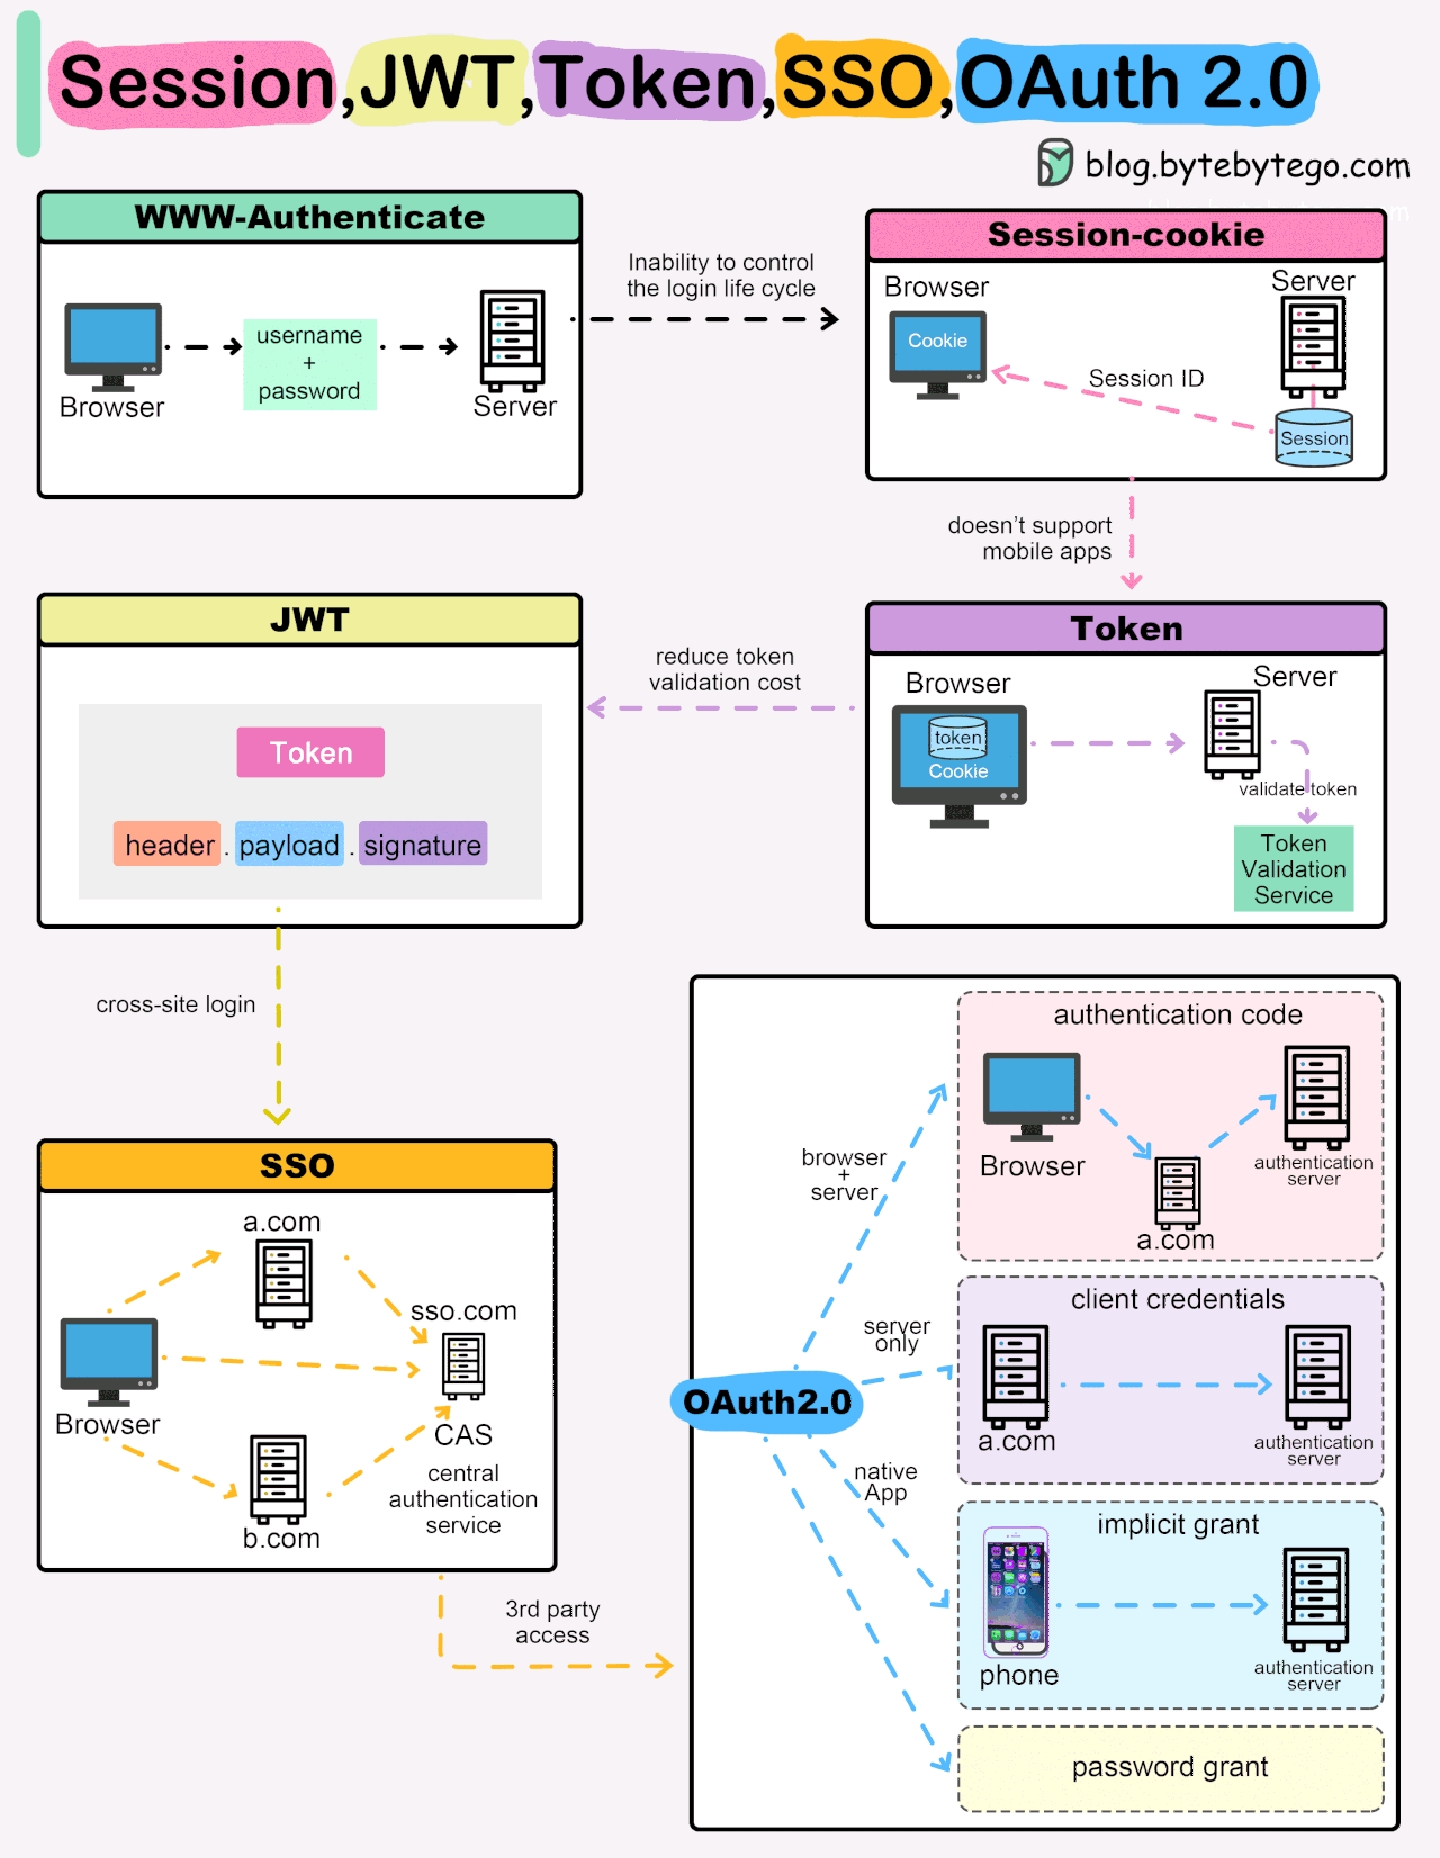 Session,JWT,Token,SSO,OAuth 2.0
blog.bytebytego.com
WWW-Authenticate
username
+
password
Browser
Server
Inability to control
the login life cycle
Session-cookie
Browser
Server
Cookie
Session ID
Session
doesn't support
mobile apps
Token
Browser
Server
token
Cookie
validate token
Token
Validation
Service
reduce token
validation cost
JWT
Token
header . payload . signature
cross-site login
SSO
a.com
sso.com
Browser
CAS
central
authentication
service
b.com
3rd party
access
OAuth2.0
browser
+
server
authentication code
Browser
a.com
authentication
server
server
only
client credentials
a.com
authentication
server
native
App
implicit grant
phone
authentication
server
password grant